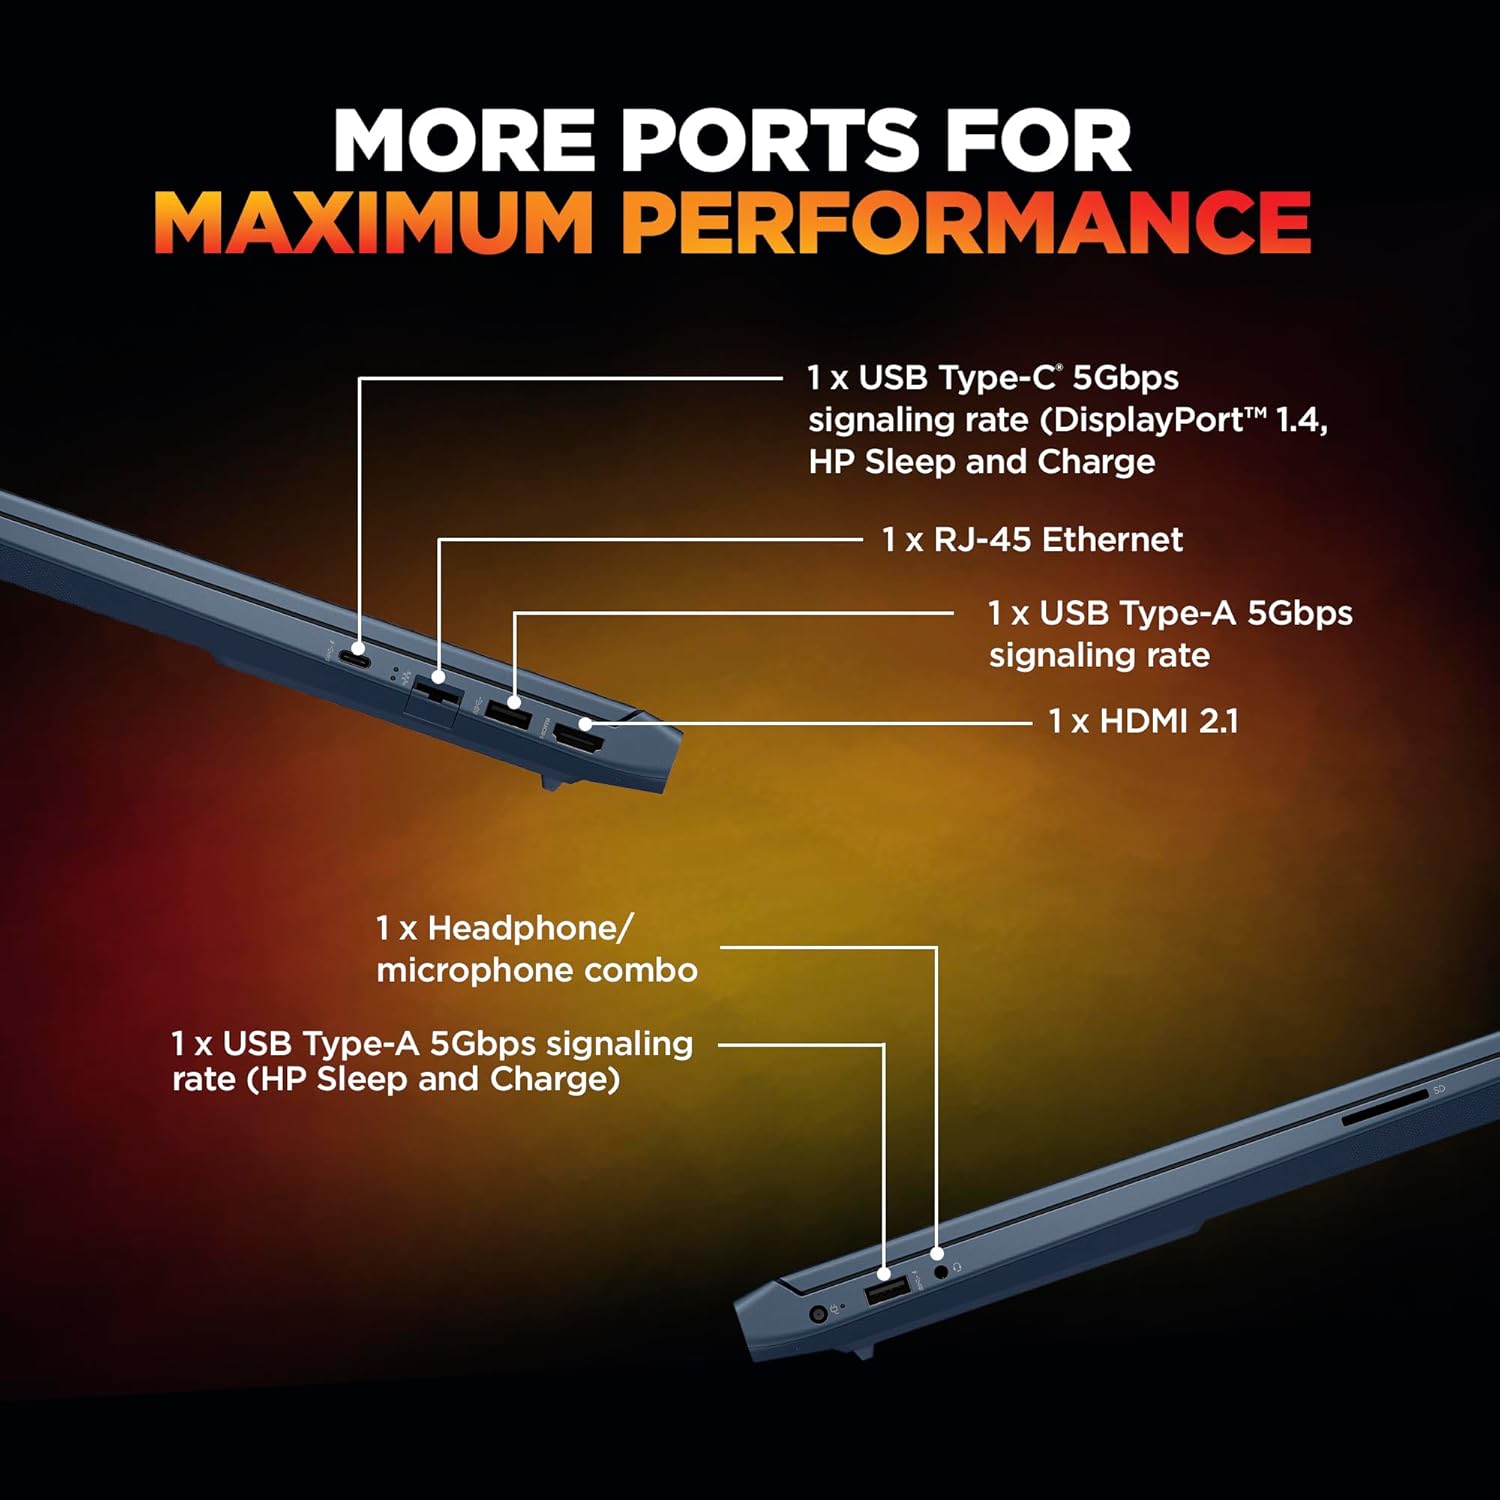 MORE PORTS FOR
MAXIMUM PERFORMANCE
1 x USB Type-C® 5Gbps
signaling rate (DisplayPort™ 1.4,
HP Sleep and Charge
1 x RJ-45 Ethernet
1 x USB Type-A 5Gbps
signaling rate
1 x HDMI 2.1
1 x Headphone/
microphone combo
1 x USB Type-A 5Gbps signaling
rate (HP Sleep and Charge)
SD